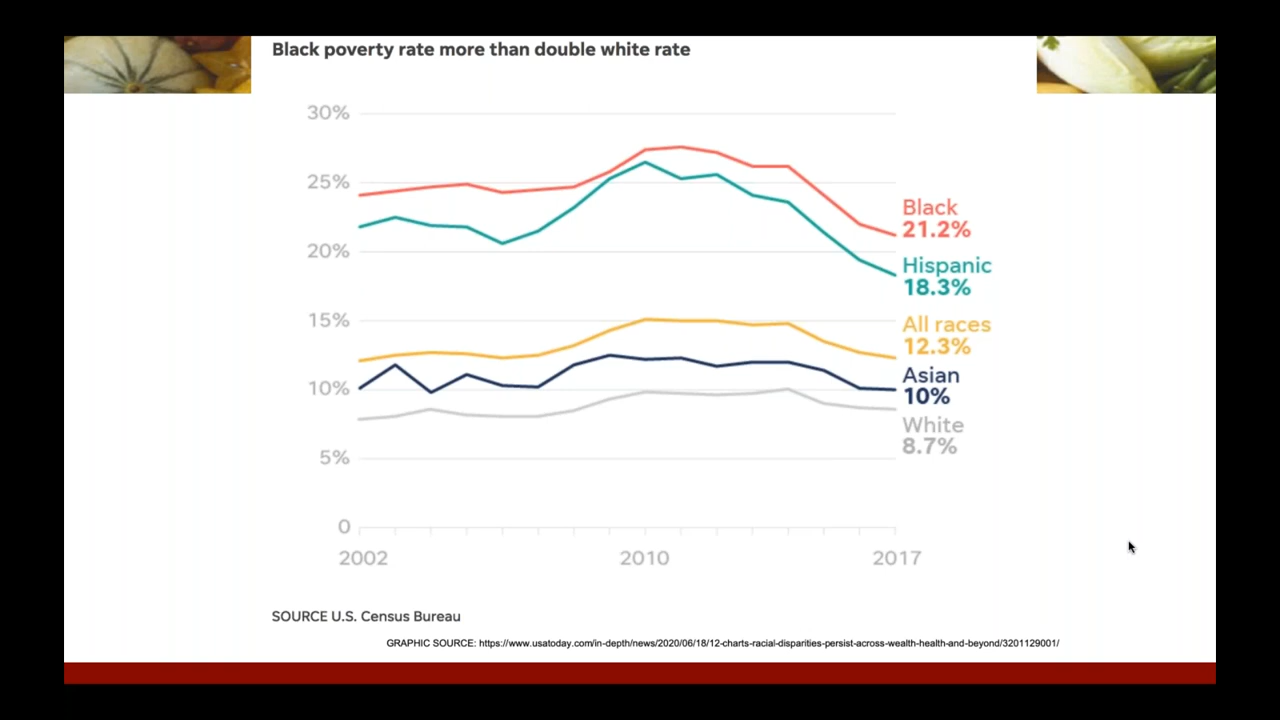 Black poverty rate more than double white rate
30%
25%
20%
15%
10%
5%
0
2002
2010
2017
Black
21.2%
Hispanic
18.3%
All races
12.3%
Asian
10%
White
8.7%
SOURCE U.S. Census Bureau
GRAPHIC SOURCE: https://www.usatoday.com/in-depth/news/2020/06/18/12-charts-racial-disparities-persist-across-wealth-health-and-beyond/3201129001/